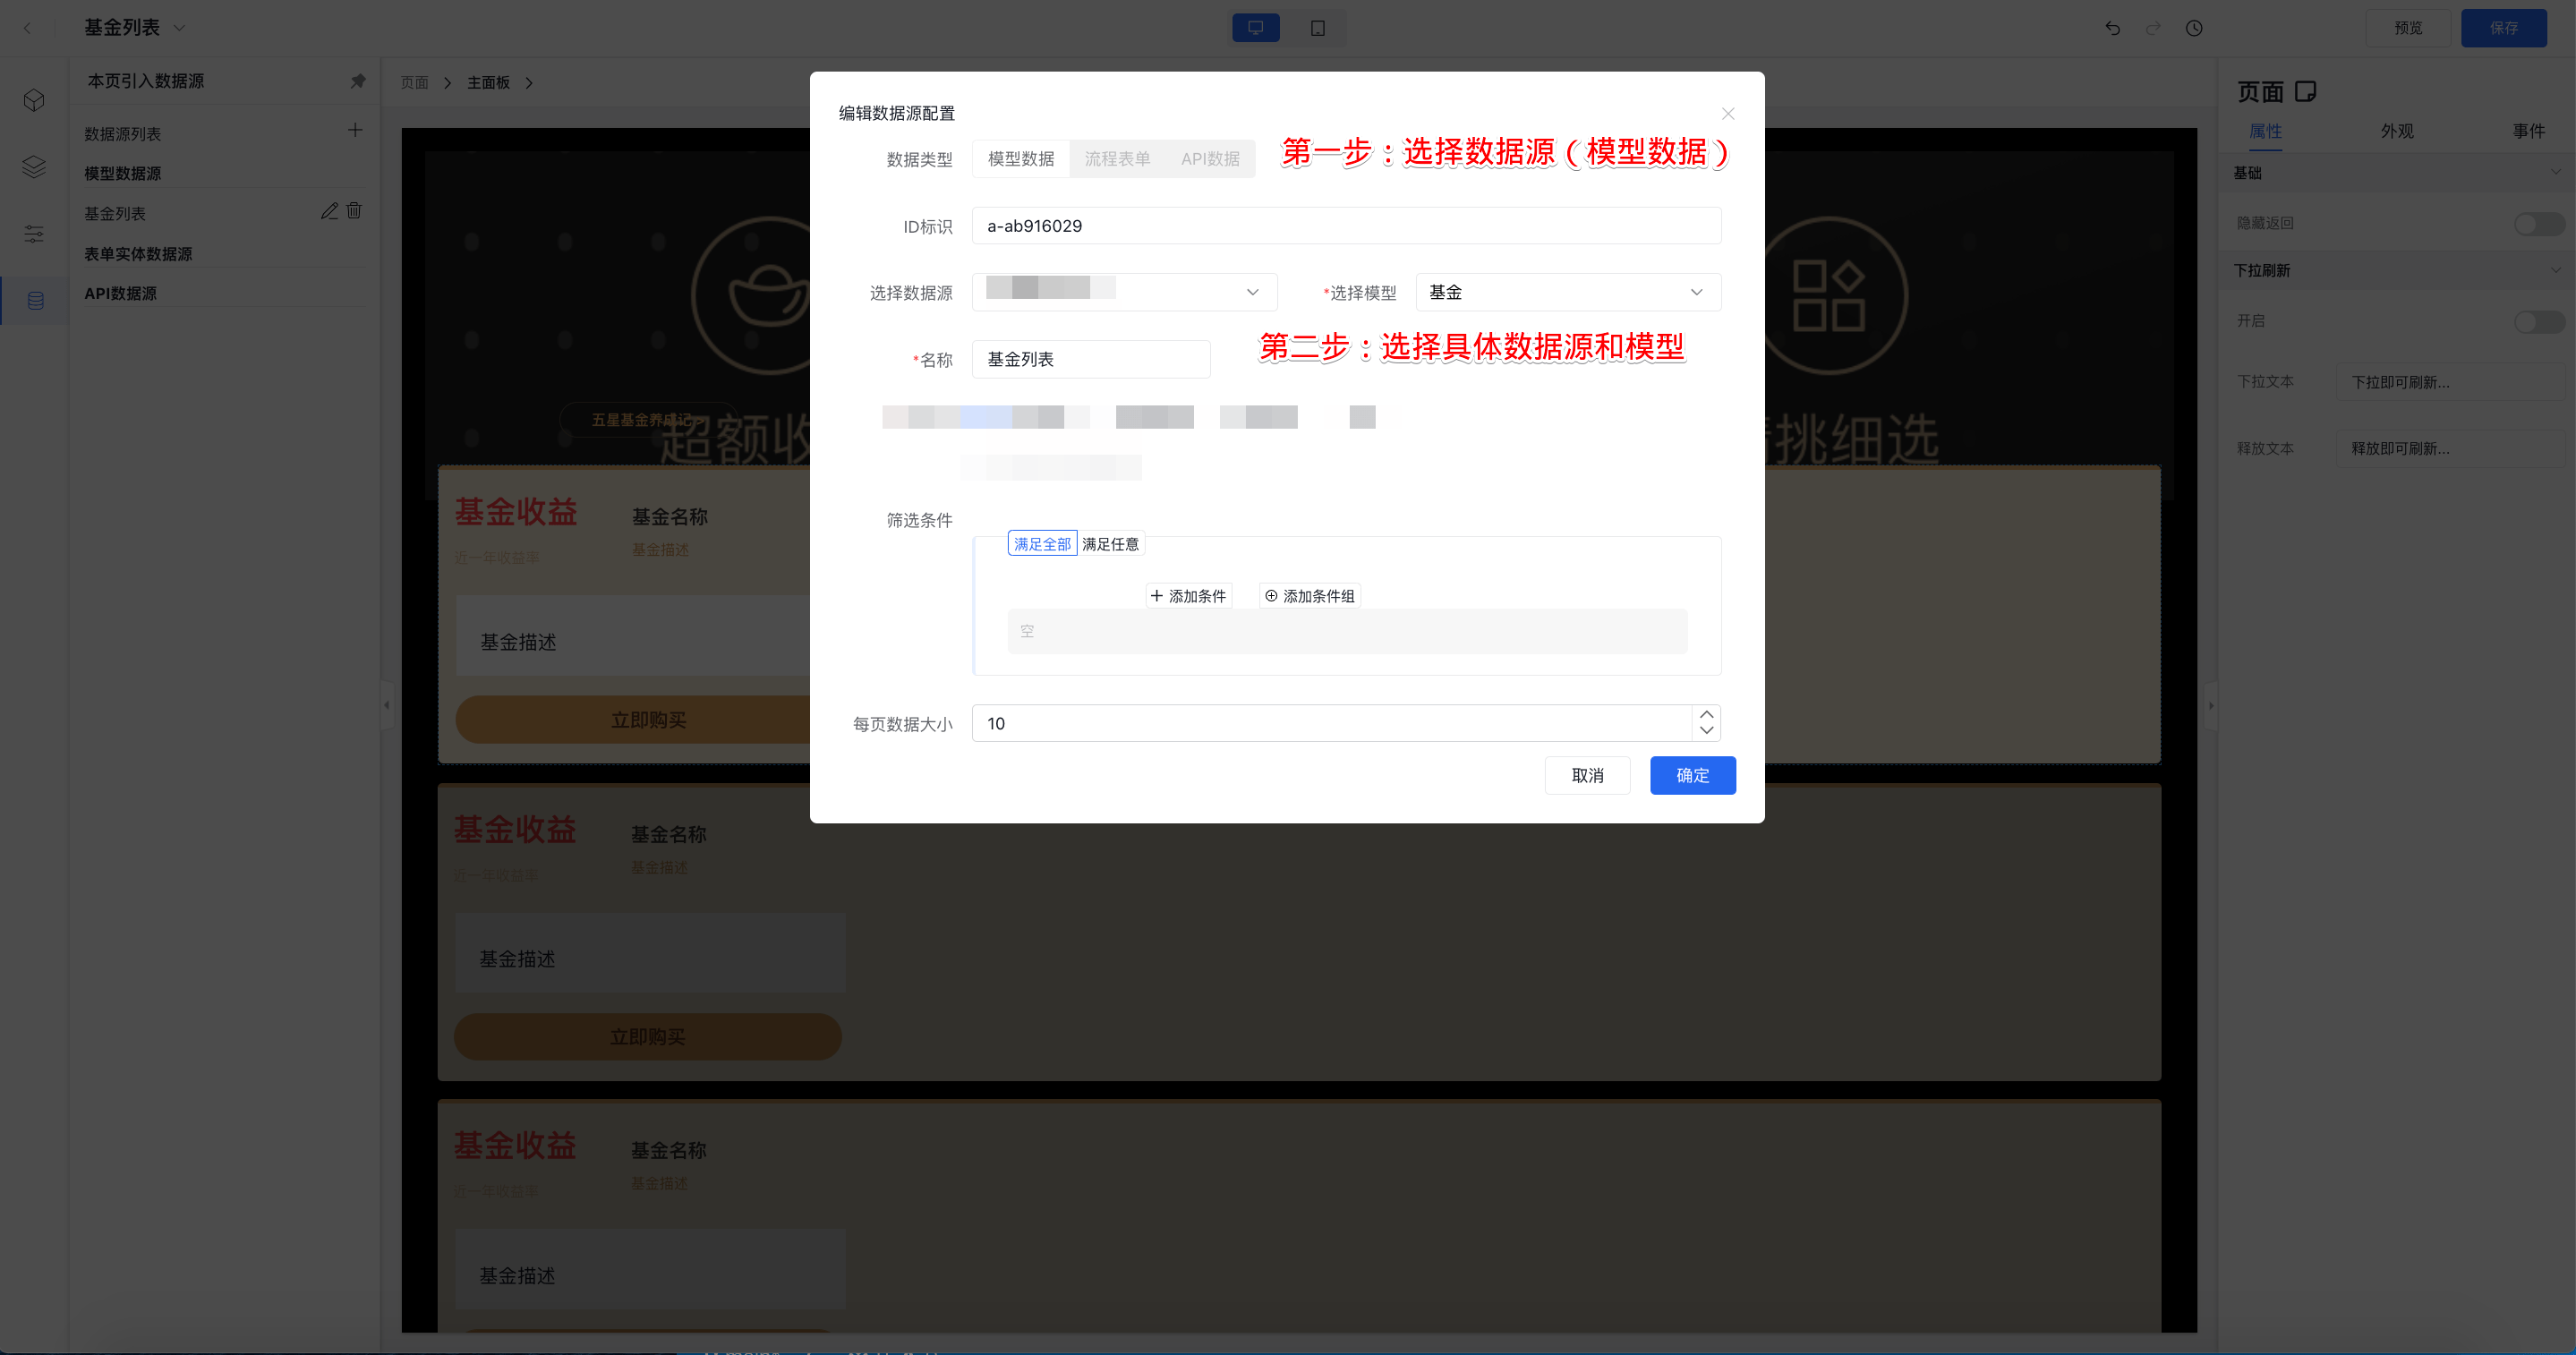 基金列表
预览
保存
本页引入数据源
数据源列表
模型数据源
基金列表
表单实体数据源
API数据源
页面
主面板
五星基金养成记 >
超额收
青挑细选
基金收益
基金名称
近一年收益率
基金描述
基金描述
立即购买
基金收益
基金名称
近一年收益率
基金描述
基金描述
立即购买
基金收益
基金名称
近一年收益率
基金描述
基金描述
编辑数据源配置
数据类型
模型数据
流程表单
API数据
第一步：选择数据源（模型数据）
ID标识
a-ab916029
选择数据源
*选择模型
基金
第二步：选择具体数据源和模型
*名称
基金列表
筛选条件
满足全部
满足任意
添加条件
添加条件组
空
每页数据大小
10
取消
确定
页面
属性
外观
事件
基础
隐藏返回
下拉刷新
开启
下拉文本
下拉即可刷新...
释放文本
释放即可刷新...